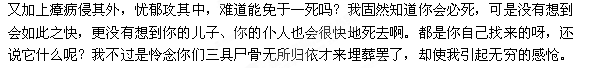 又加上瘴疠侵其外，忧郁攻其中，难道能免于一死吗？我固然知道你会必死，可是没有想到
会如此之快，更没有想到你的儿子、你的仆人也会很快地死去啊。都是你自己找来的呀，还
说它什么呢？我不过是怜念你们三具尸骨无所归依才来埋葬罢了，却使我引起无穷的感怆。